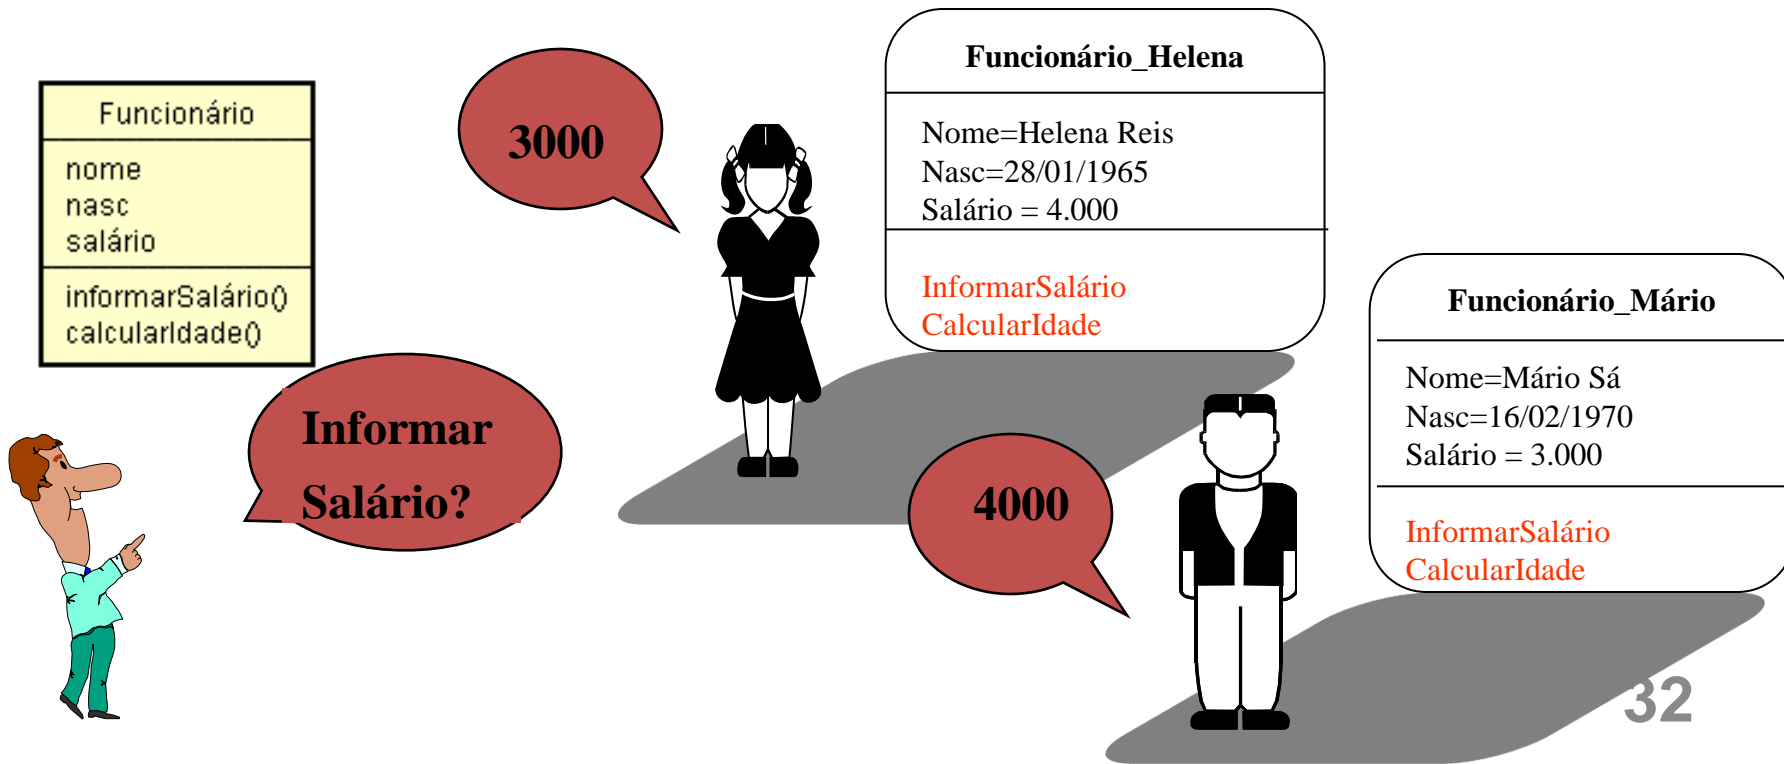 Funcionário
nome
nasc
salário
informarSalário()
calcularIdade()
Informar
Salário?
3000
Funcionário_Helena
Nome=Helena Reis
Nasc=28/01/1965
Salário = 4.000
InformarSalário
CalcularIdade
4000
Funcionário_Mário
Nome=Mário Sá
Nasc=16/02/1970
Salário = 3.000
InformarSalário
CalcularIdade
32